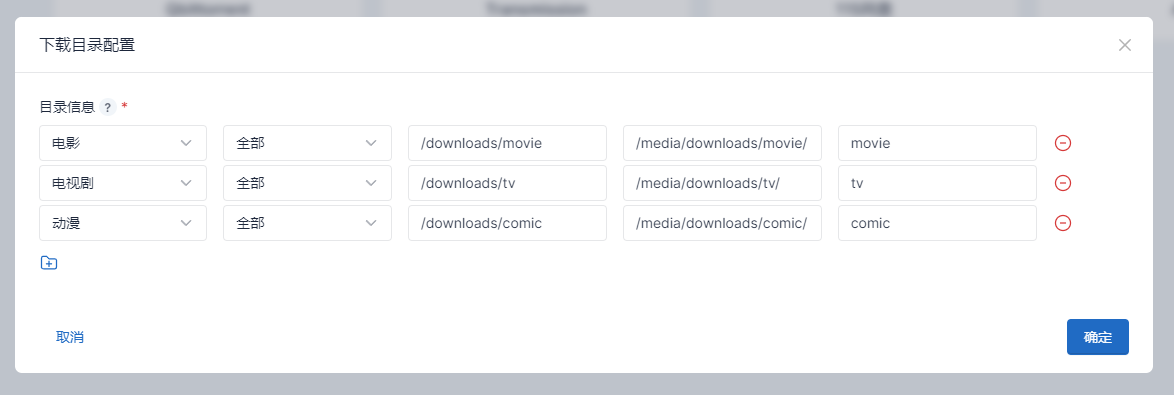 Transmission
下载目录配置
目录信息 ? *
电影 全部 /downloads/movie /media/downloads/movie/ movie
电视剧 全部 /downloads/tv /media/downloads/tv/ tv
动漫 全部 /downloads/comic /media/downloads/comic/ comic
取消 确定